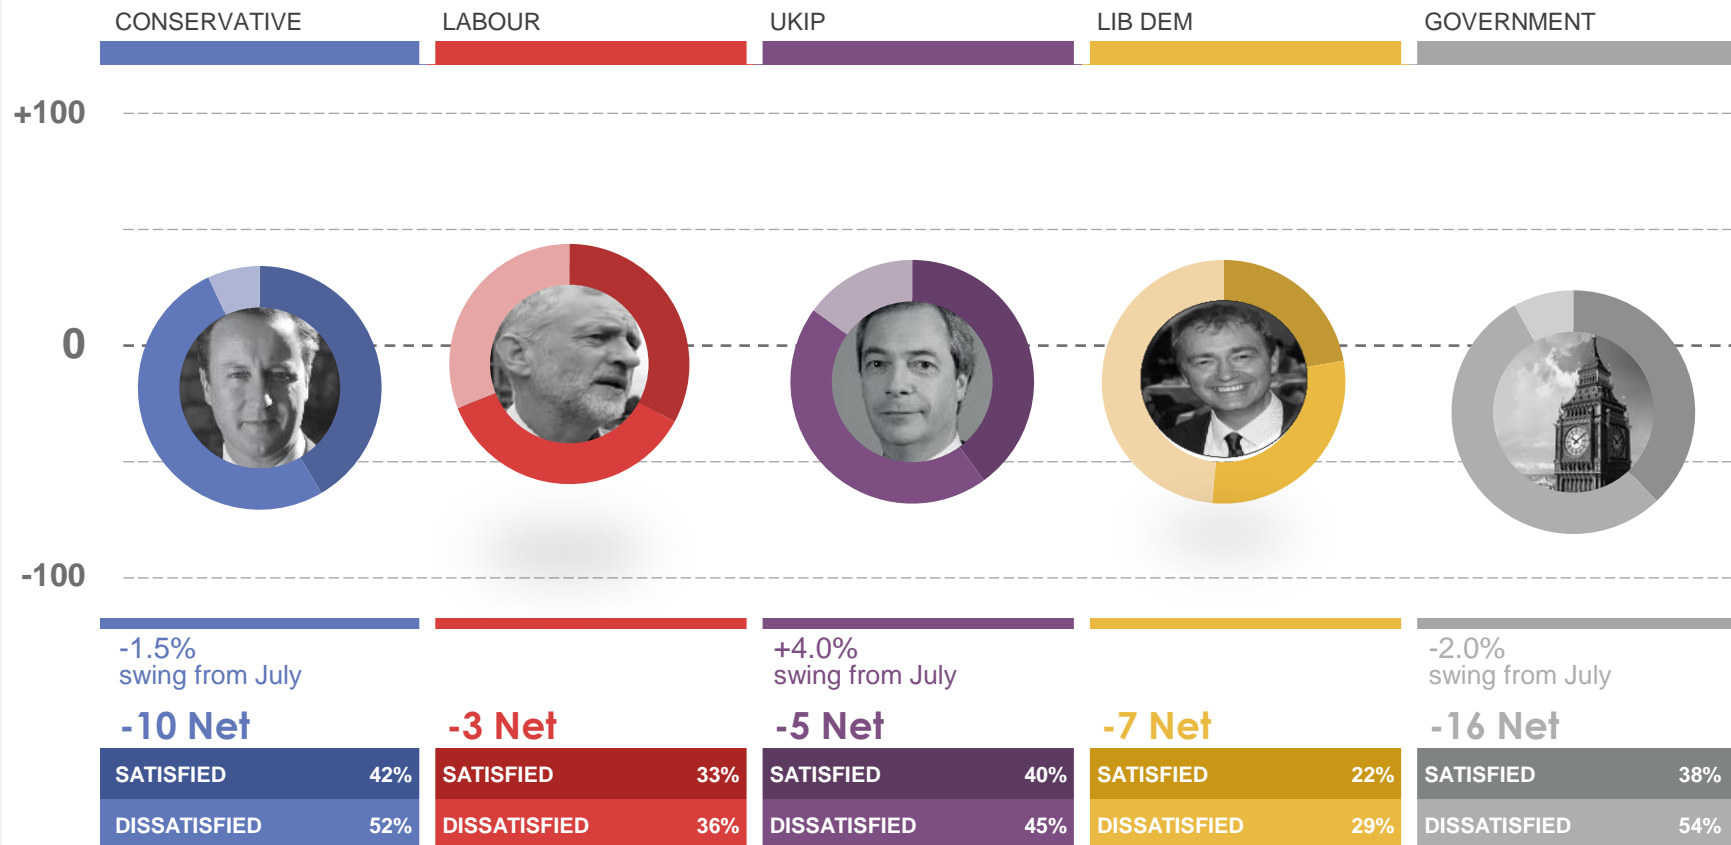 CONSERVATIVE LABOUR UKIP LIB DEM GOVERNMENT
+100
0
-100
-1.5% +4.0% -2.0%
swing from July swing from July swing from July
-10 Net -3 Net -5 Net -7 Net -16 Net
SATISFIED 42% SATISFIED 33% SATISFIED 40% SATISFIED 22% SATISFIED 38%
DISSATISFIED 52% DISSATISFIED 36% DISSATISFIED 45% DISSATISFIED 29% DISSATISFIED 54%